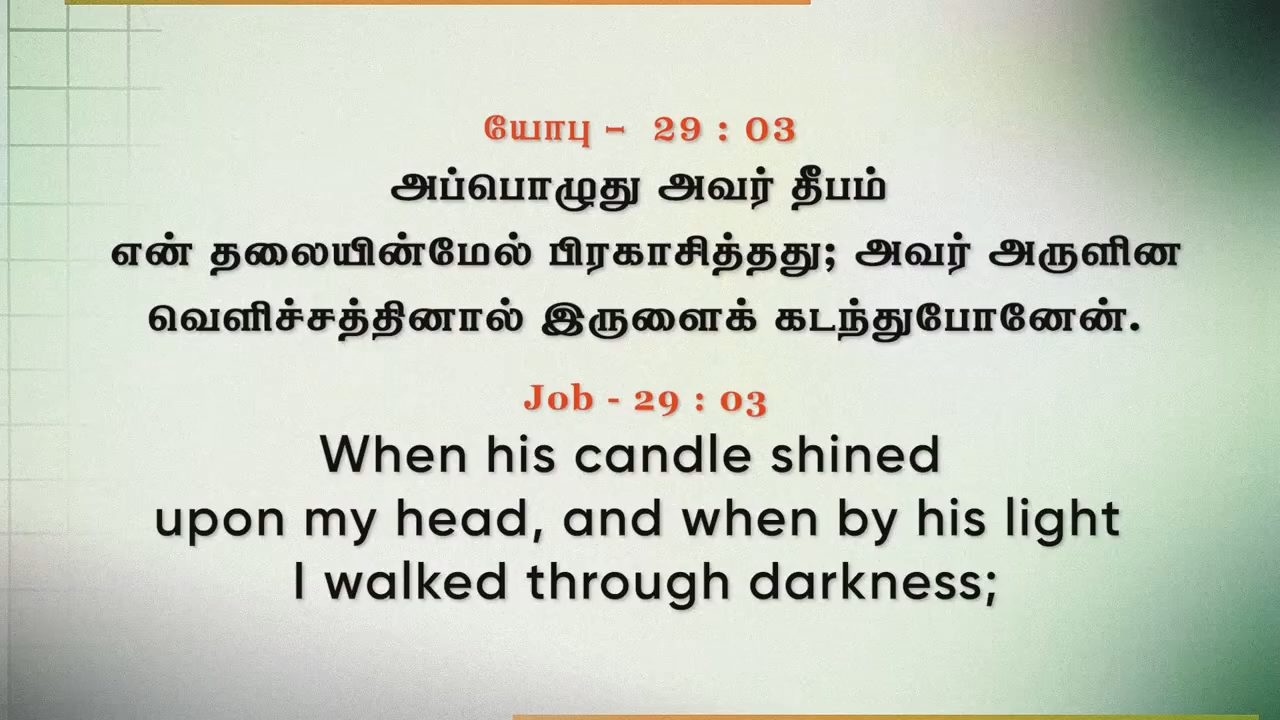 யோபு - 29 : 03
அப்பொழுது அவர் தீபம்
என் தலையின்மேல் பிரகாசித்தது; அவர் அருளின
வெளிச்சத்தினால் இருளைக் கடந்துபோனேன்.
Job - 29 : 03
When his candle shined
upon my head, and when by his light
I walked through darkness;